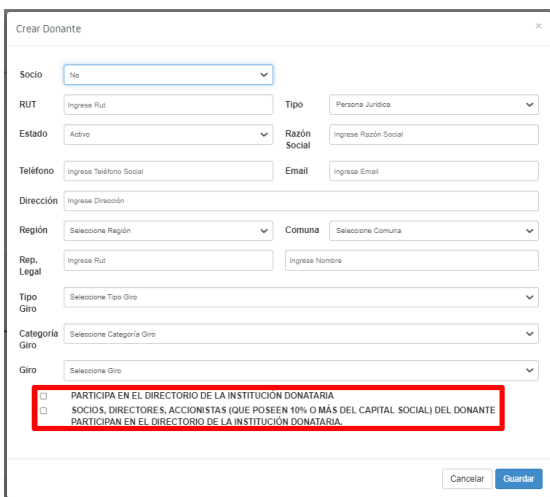 Crear Donante ×
Socio No
RUT Ingrese Rut Tipo Persona Juridica
Estado Activo Razón Social Ingrese Razón Social
Teléfono Ingrese Teléfono Social Email Ingrese Email
Dirección Ingrese Dirección
Región Seleccione Región Comuna Seleccione Comuna
Rep. Legal Ingrese Rut Ingrese Nombre
Tipo Giro Seleccione Tipo Giro
Categoría Giro Seleccione Categoría Giro
Giro Seleccione Giro
PARTICIPA EN EL DIRECTORIO DE LA INSTITUCIÓN DONATARIA
SOCIOS, DIRECTORES, ACCIONISTAS (QUE POSEEN 10% O MÁS DEL CAPITAL SOCIAL) DEL DONANTE
PARTICIPAN EN EL DIRECTORIO DE LA INSTITUCIÓN DONATARIA.
Cancelar Guardar